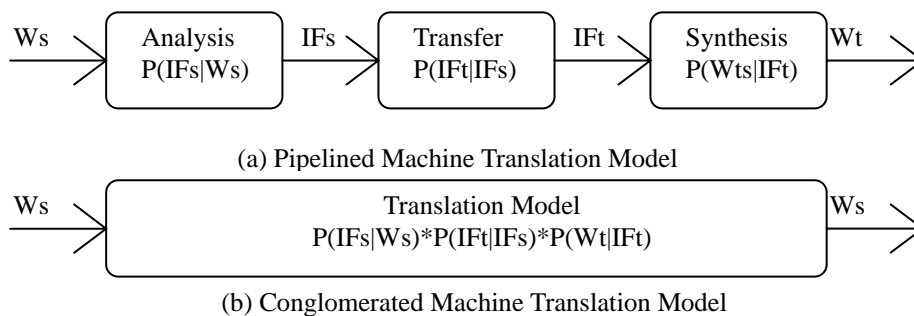 Ws
Analysis
P(IFs|Ws)
IFs
Transfer
P(IFt|IFs)
IFt
Synthesis
P(Wts|IFt)
Wt
(a) Pipelined Machine Translation Model
Ws
Translation Model
P(IFs|Ws)*P(IFt|IFs)*P(Wt|IFt)
Ws
(b) Conglomerated Machine Translation Model